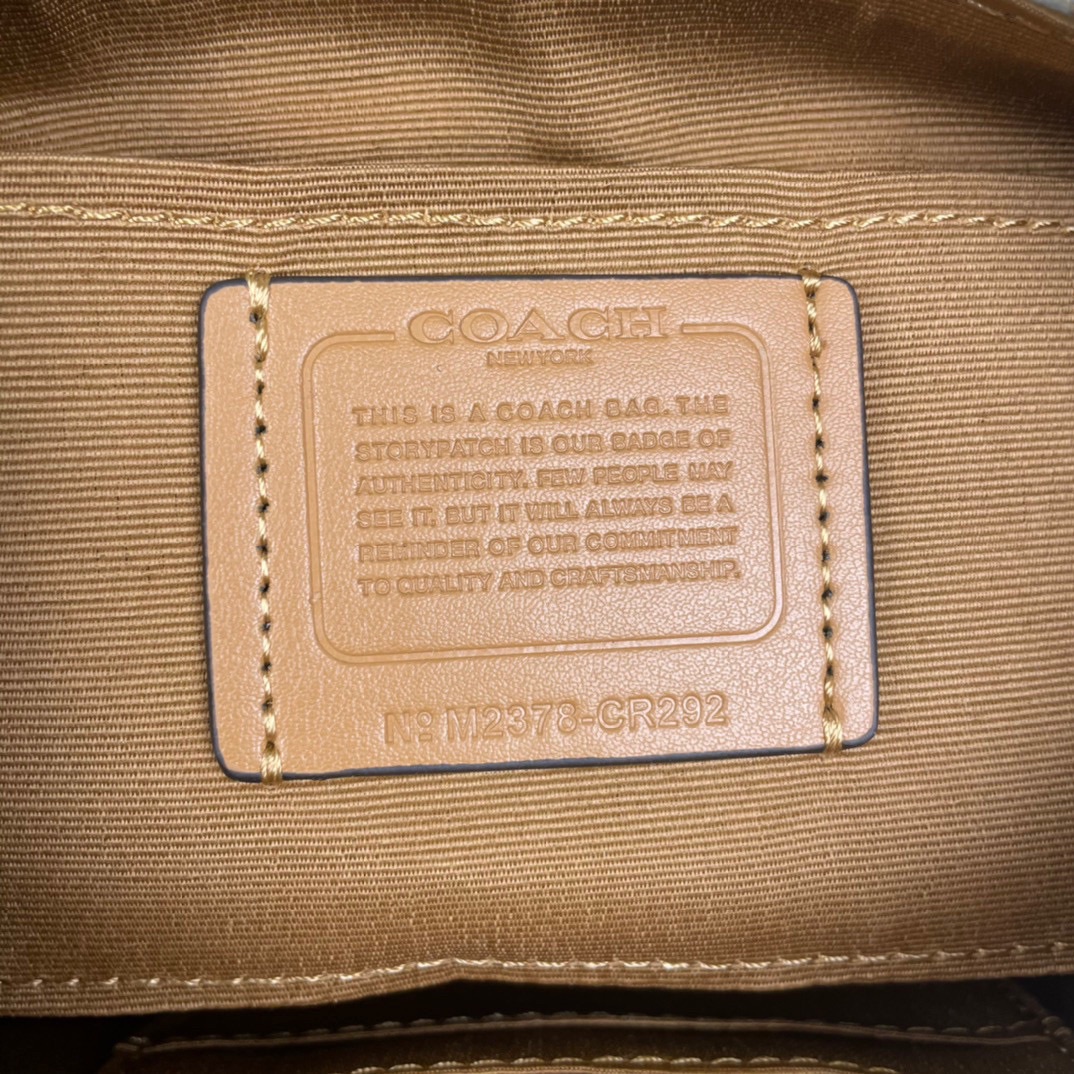 COACH
NEW YORK
THIS IS A COACH BAG. THE
STORYPATCH IS OUR BADGE OF
AUTHENTICITY. FEW PEOPLE MAY
SEE IT, BUT IT WILL ALWAYS BE A
REMINDER OF OUR COMMITMENT
TO QUALITY AND CRAFTSMANSHIP.
Nº M2378-CR292